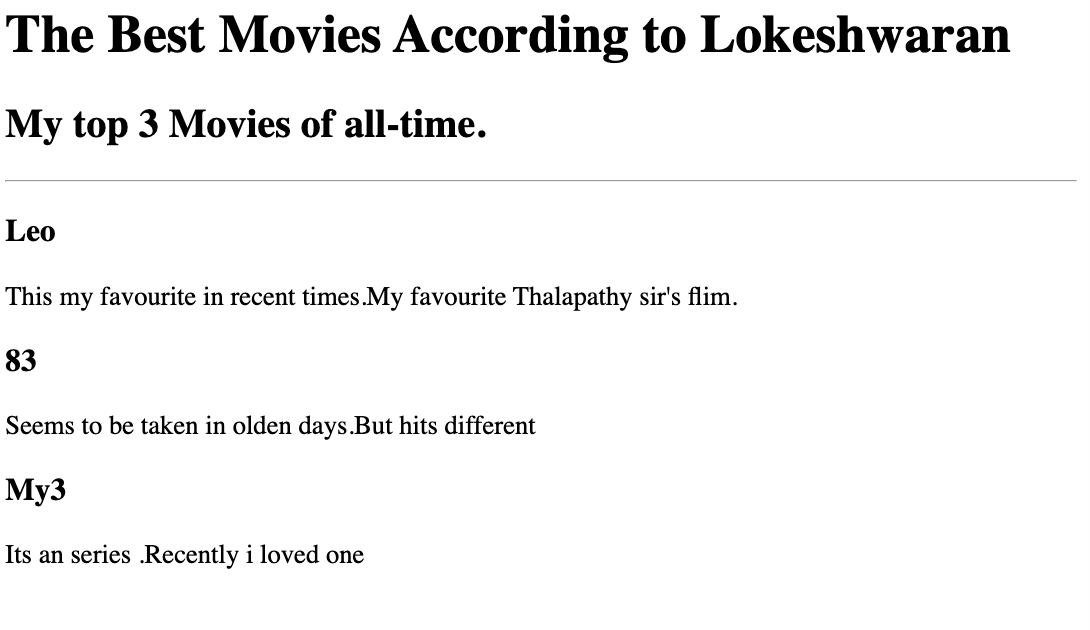 The Best Movies According to Lokeshwaran
My top 3 Movies of all-time.
Leo
This my favourite in recent times.My favourite Thalapathy sir's flim.
83
Seems to be taken in olden days.But hits different
My3
Its an series .Recently i loved one